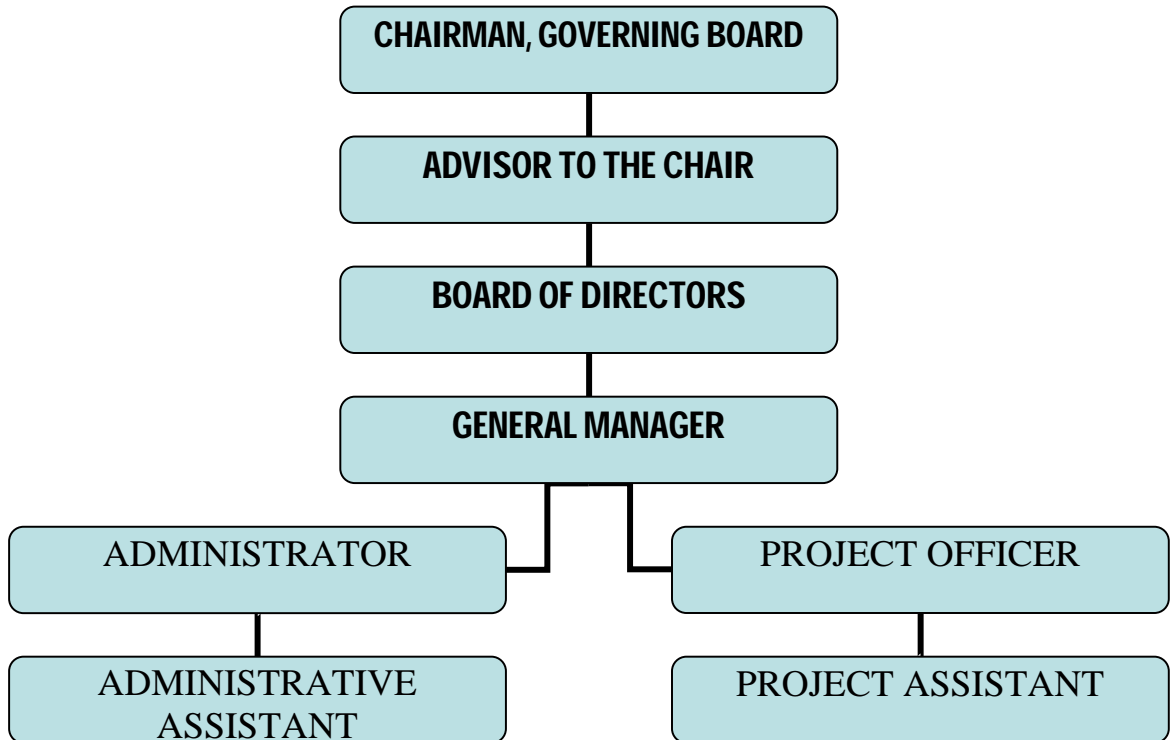 CHAIRMAN, GOVERNING BOARD
ADVISOR TO THE CHAIR
BOARD OF DIRECTORS
GENERAL MANAGER
ADMINISTRATOR
PROJECT OFFICER
ADMINISTRATIVE
ASSISTANT
PROJECT ASSISTANT